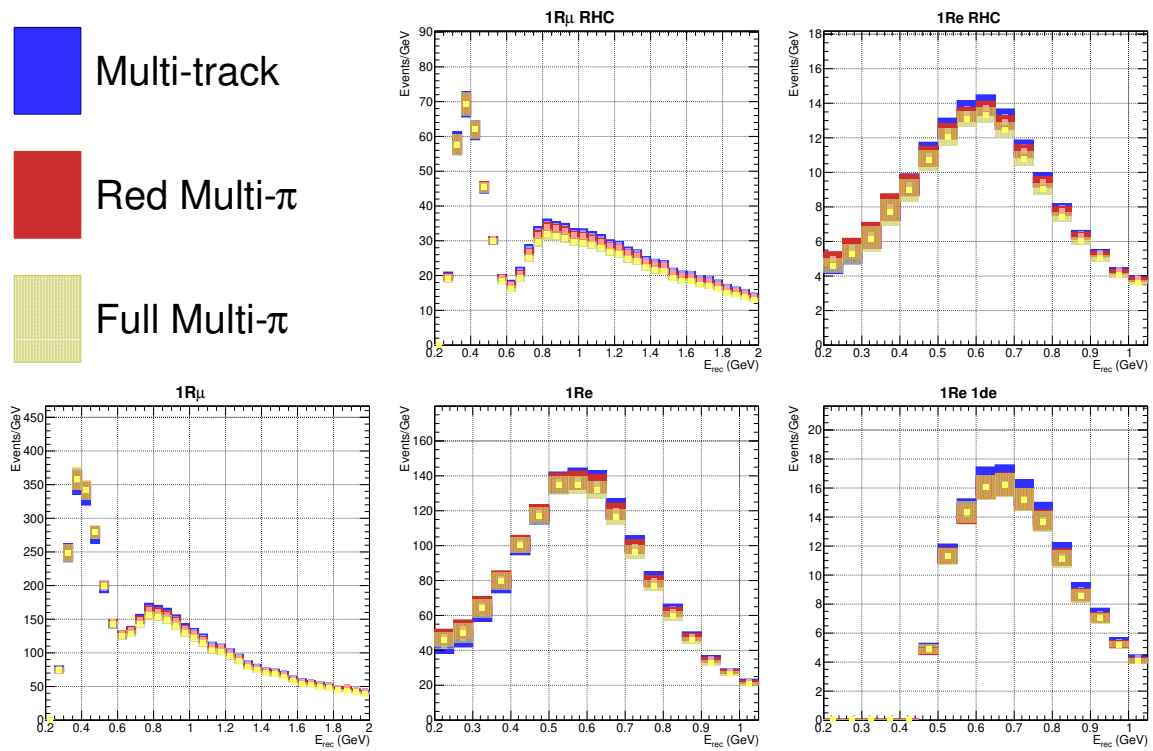 Multi-track
Red Multi-π
Full Multi-π
1Rμ RHC
Events/GeV
90
80
70
60
50
40
30
20
10
0
0.2 0.4 0.6 0.8 1 1.2 1.4 1.6 1.8 2
E_rec (GeV)
1Re RHC
Events/GeV
18
16
14
12
10
8
6
4
2
0
0.2 0.3 0.4 0.5 0.6 0.7 0.8 0.9 1
E_rec (GeV)
1Rμ
Events/GeV
450
400
350
300
250
200
150
100
50
0
0.2 0.4 0.6 0.8 1 1.2 1.4 1.6 1.8 2
E_rec (GeV)
1Re
Events/GeV
160
140
120
100
80
60
40
20
0
0.2 0.3 0.4 0.5 0.6 0.7 0.8 0.9 1
E_rec (GeV)
1Re 1de
Events/GeV
20
18
16
14
12
10
8
6
4
2
0
0.2 0.3 0.4 0.5 0.6 0.7 0.8 0.9 1
E_rec (GeV)